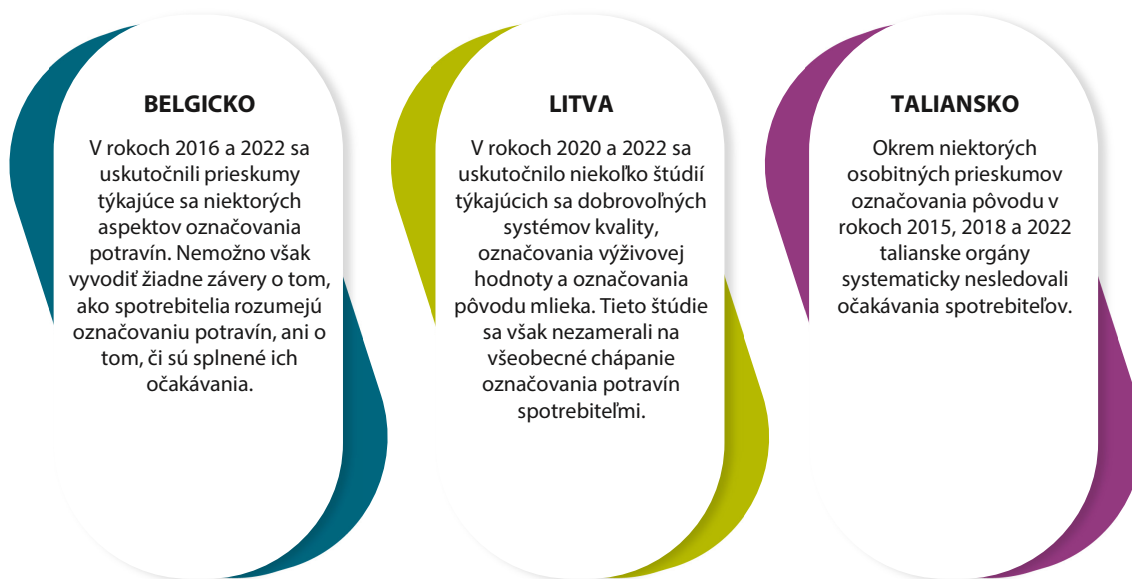 BELGICKO
V rokoch 2016 a 2022 sa
uskutočnili prieskumy
týkajúce sa niektorých
aspektov označovania
potravín. Nemožno však
vyvodiť žiadne závery o tom,
ako spotrebitelia rozumejú
označovaniu potravín, ani o
tom, či sú splnené ich
očakávania.
LITVA
V rokoch 2020 a 2022 sa
uskutočnilo niekoľko štúdií
týkajúcich sa dobrovoľných
systémov kvality,
označovania výživovej
hodnoty a označovania
pôvodu mlieka. Tieto štúdie
sa však nezamerali na
všeobecné chápanie
označovania potravín
spotrebiteľmi.
TALIANSKO
Okrem niektorých
osobitných prieskumov
označovania pôvodu v
rokoch 2015, 2018 a 2022
talianske orgány
systematicky nesledovali
očakávania spotrebiteľov.